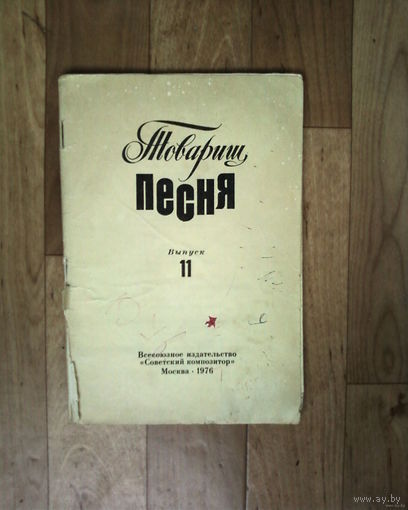 Товарищ
песня
Выпуск
11
Всесоюзное издательство
«Советский композитор»
Москва · 1976
www.ay.by